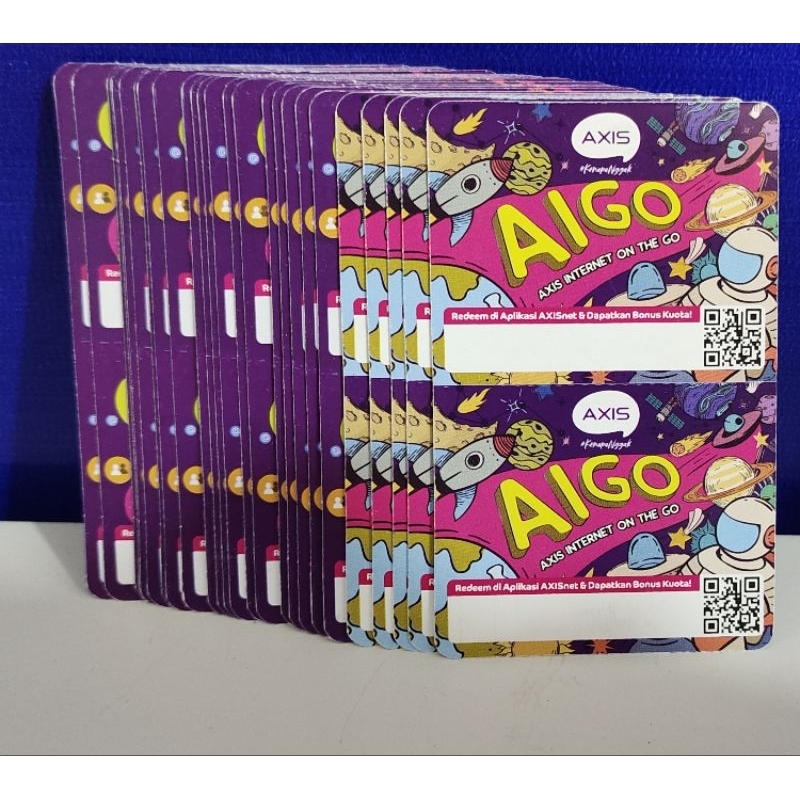 AXIS
#KenapaNggak
AIGO
AXIS INTERNET ON THE GO
Redeem di Aplikasi AXISnet & Dapatkan Bonus Kuota!
AXIS
#KenapaNggak
AIGO
AXIS INTERNET ON THE GO
Redeem di Aplikasi AXISnet & Dapatkan Bonus Kuota!